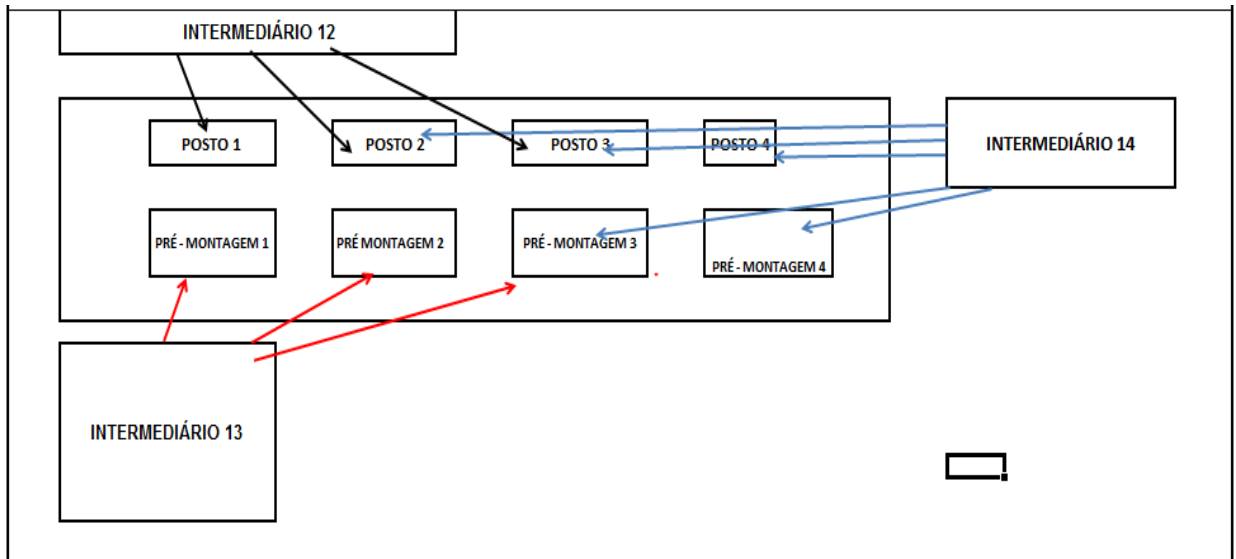 INTERMEDIÁRIO 12
POSTO 1
POSTO 2
POSTO 3
POSTO 4
INTERMEDIÁRIO 14
PRÉ - MONTAGEM 1
PRÉ MONTAGEM 2
PRÉ - MONTAGEM 3
PRÉ - MONTAGEM 4
INTERMEDIÁRIO 13